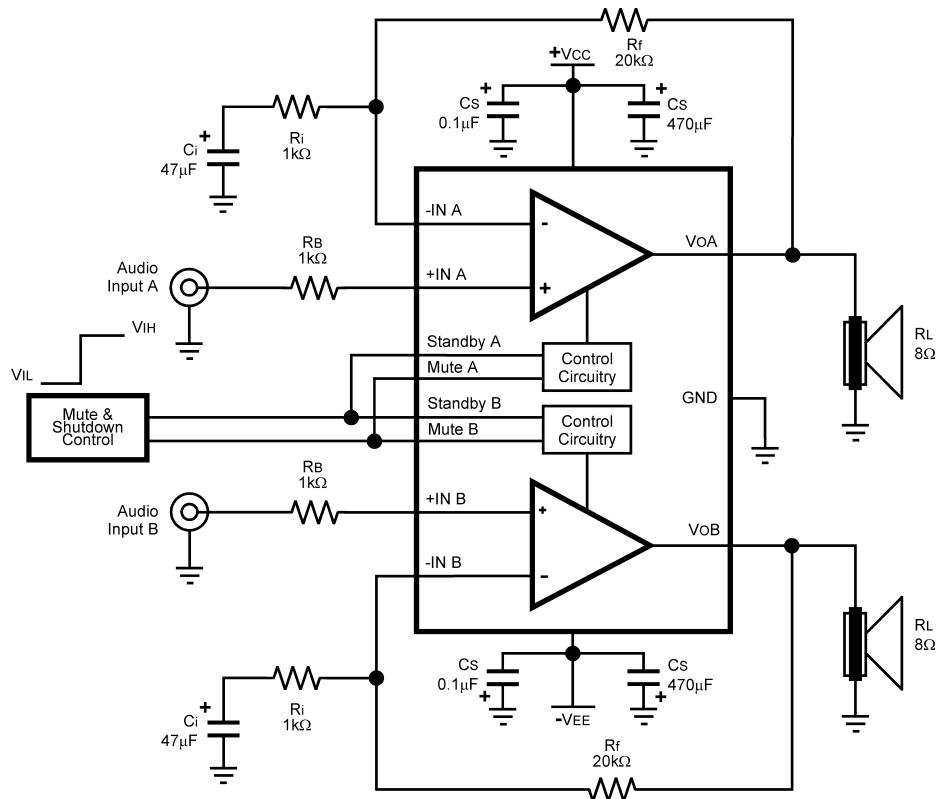 Rf
20kΩ
+VCC
+
CS
0.1µF
+
CS
470µF
Ri
1kΩ
+
Ci
47µF
-IN A
-
VOA
RB
1kΩ
Audio
Input A
+IN A
+
VIH
VIL
Standby A
Mute A
Control
Circuitry
RL
8Ω
GND
Mute &
Shutdown
Control
Standby B
Mute B
Control
Circuitry
RB
1kΩ
Audio
Input B
+IN B
+
VOB
-IN B
-
RL
8Ω
CS
0.1µF
+
CS
470µF
+
-VEE
Ri
1kΩ
+
Ci
47µF
Rf
20kΩ